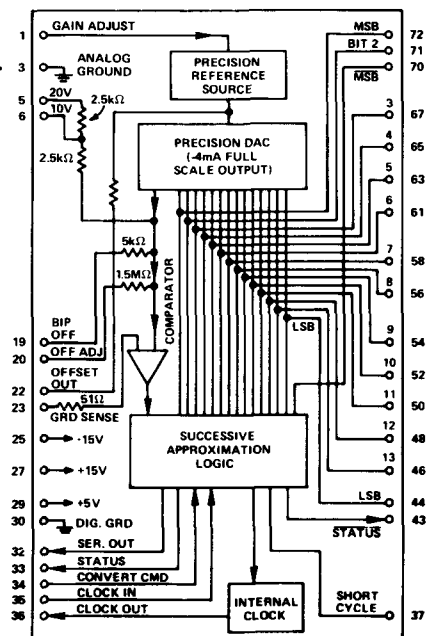 GAIN ADJUST
1
3
ANALOG
GROUND
PRECISION
REFERENCE
SOURCE
5
20V
6
10V
2.5kΩ
2.5kΩ
PRECISION DAC
(-4mA FULL
SCALE OUTPUT)
5kΩ
1.5MΩ
COMPARATOR
LSB
19
BIP
OFF
20
OFF ADJ
22
OFFSET
OUT
23
51Ω
GRD SENSE
25
-15V
27
+15V
29
+5V
30
DIG. GRD
SUCCESSIVE
APPROXIMATION
LOGIC
32
SER. OUT
33
STATUS
34
CONVERT CMD
35
CLOCK IN
36
CLOCK OUT
INTERNAL
CLOCK
MSB
72
BIT 2
71
70
MSB
3
67
4
65
5
63
6
61
7
58
8
56
9
54
10
52
11
50
12
48
13
46
LSB
44
43
STATUS
SHORT
CYCLE
37